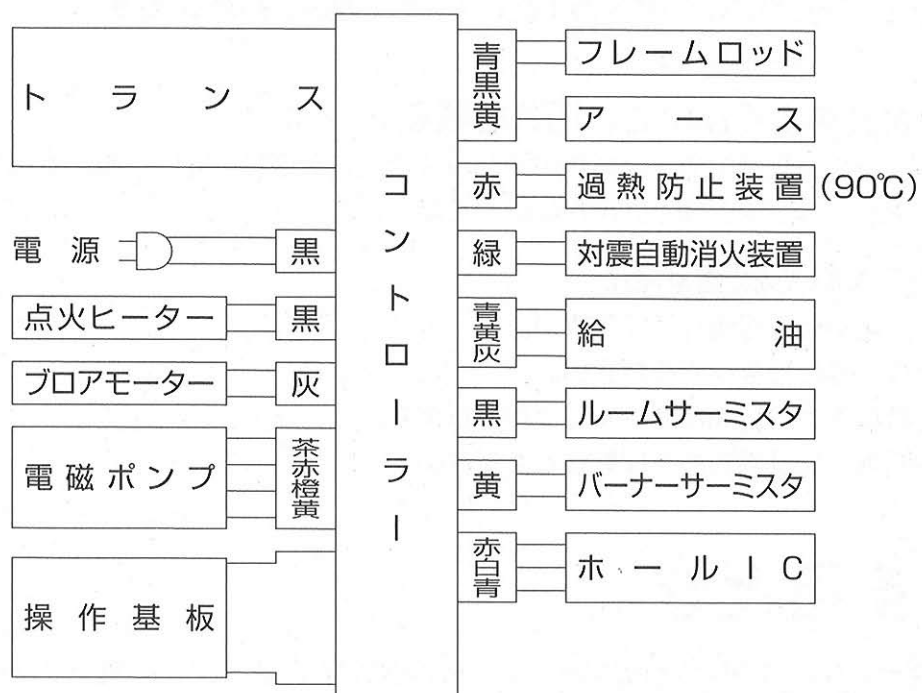 トランス
電源
黒
点火ヒーター
黒
ブロアモーター
灰
電磁ポンプ
茶赤橙黄
操作基板
コントローラー
青黒黄
フレームロッド
アース
赤
過熱防止装置 (90℃)
緑
対震自動消火装置
青黄灰
給油
黒
ルームサーミスタ
黄
バーナーサーミスタ
赤白青
ホールIC